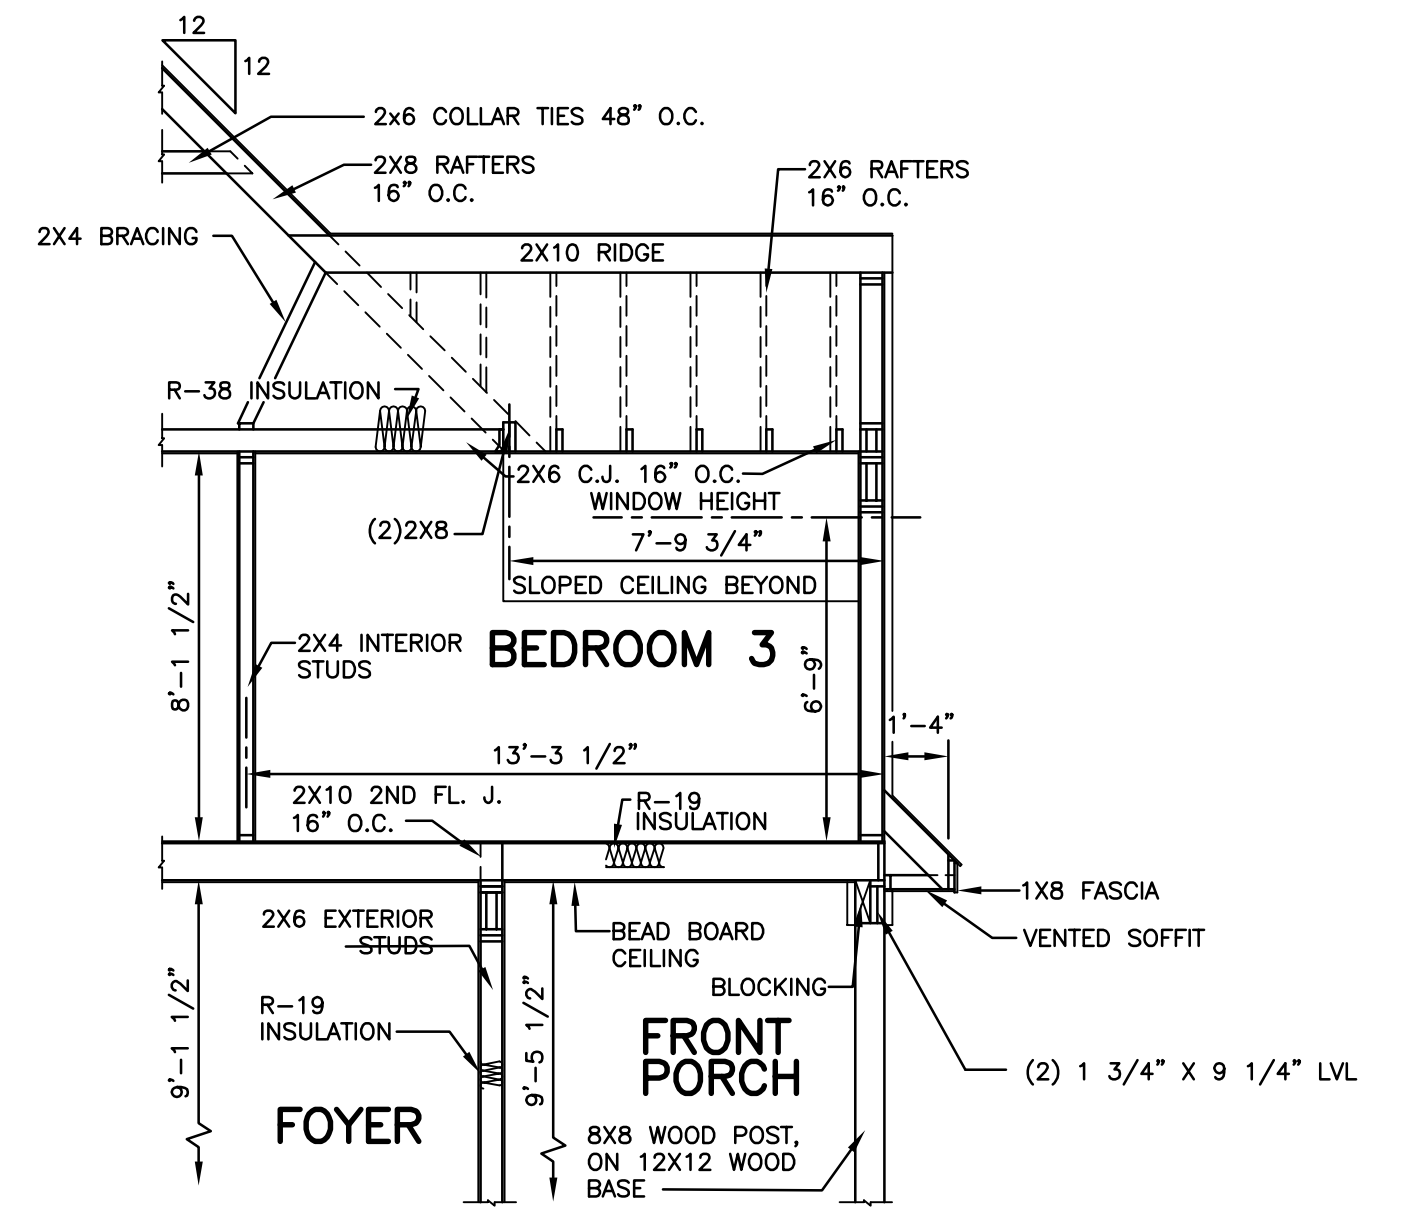 12
12
2x6 COLLAR TIES 48" O.C.
2X8 RAFTERS
16" O.C.
2X6 RAFTERS
16" O.C.
2X4 BRACING
2X10 RIDGE
R-38 INSULATION
2X6 C.J. 16" O.C.
WINDOW HEIGHT
(2)2X8
7'-9 3/4"
SLOPED CEILING BEYOND
8'-1 1/2"
2X4 INTERIOR
STUDS
BEDROOM 3
6'-9"
1'-4"
13'-3 1/2"
2X10 2ND FL. J.
16" O.C.
R-19
INSULATION
1X8 FASCIA
2X6 EXTERIOR
STUDS
BEAD BOARD
CEILING
VENTED SOFFIT
BLOCKING
9'-1 1/2"
R-19
INSULATION
9'-5 1/2"
FRONT
PORCH
(2) 1 3/4" X 9 1/4" LVL
FOYER
8X8 WOOD POST,
ON 12X12 WOOD
BASE